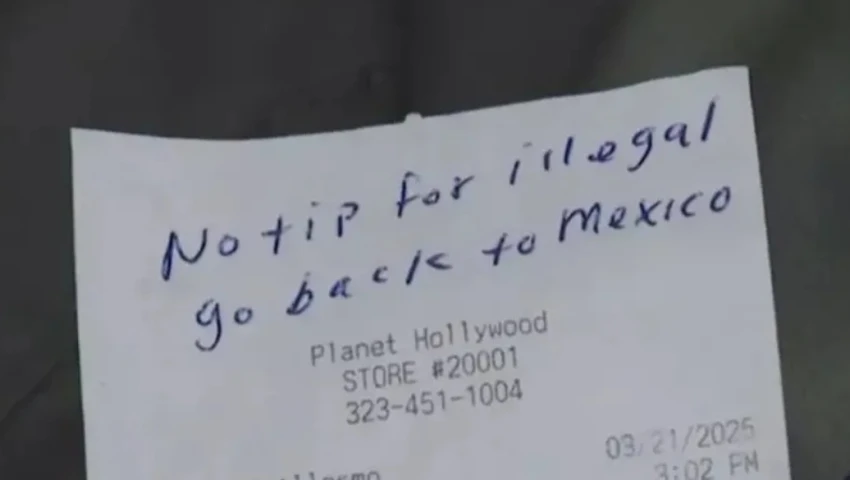 No tip for illegal
go back to mexico
Planet Hollywood
STORE #20001
323-451-1004
03/21/2025
3:02 PM